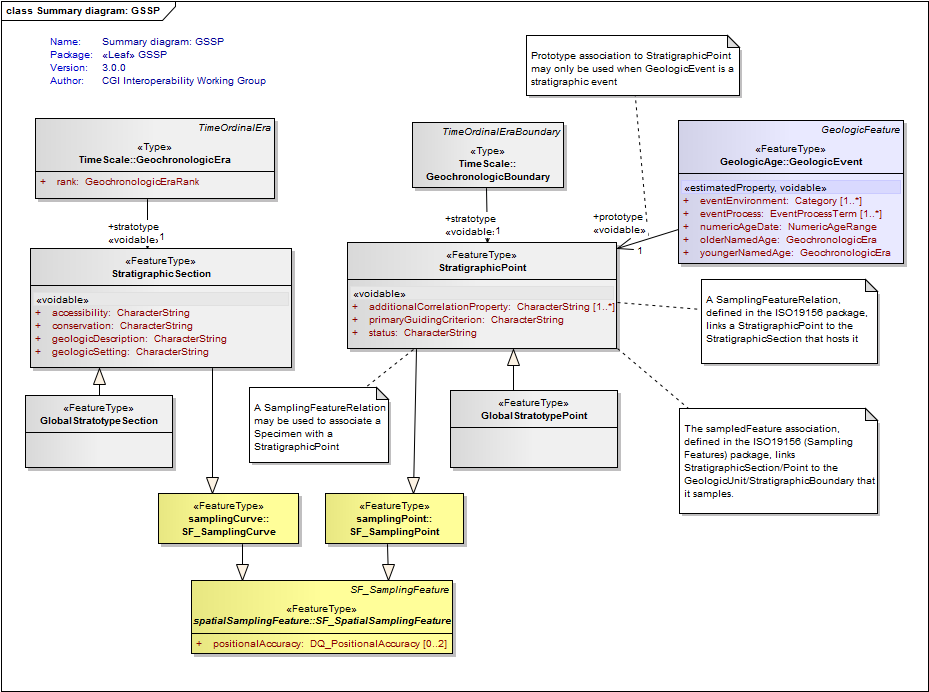 class Summary diagram: GSSP
Name: Summary diagram: GSSP
Package: «Leaf» GSSP
Version: 3.0.0
Author: CGI Interoperability Working Group
Prototype association to StratigraphicPoint
may only be used when GeologicEvent is a
stratigraphic event
TimeOrdinalEra
«Type»
TimeScale::GeochronologicEra
+ rank: GeochronologicEraRank
TimeOrdinalEraBoundary
«Type»
TimeScale::
GeochronologicBoundary
GeologicFeature
«FeatureType»
GeologicAge::GeologicEvent
«estimatedProperty, voidable»
+ eventEnvironment: Category [1..*]
+ eventProcess: EventProcessTerm [1..*]
+ numericAgeDate: NumericAgeRange
+ olderNamedAge: GeochronologicEra
+ youngerNamedAge: GeochronologicEra
+stratotype
«voidable» 1
+stratotype
«voidable» 1
+prototype
«voidable»
1
«FeatureType»
StratigraphicSection
«voidable»
+ accessibility: CharacterString
+ conservation: CharacterString
+ geologicDescription: CharacterString
+ geologicSetting: CharacterString
«FeatureType»
StratigraphicPoint
«voidable»
+ additionalCorrelationProperty: CharacterString [1..*]
+ primaryGuidingCriterion: CharacterString
+ status: CharacterString
A SamplingFeatureRelation,
defined in the ISO19156 package,
links a StratigraphicPoint to the
StratigraphicSection that hosts it
«FeatureType»
GlobalStratotypeSection
A SamplingFeatureRelation
may be used to associate a
Specimen with a
StratigraphicPoint
«FeatureType»
GlobalStratotypePoint
The sampledFeature association,
defined in the ISO19156 (Sampling
Features) package, links
StratigraphicSection/Point to the
GeologicUnit/StratigraphicBoundary that
it samples.
«FeatureType»
samplingCurve::
SF_SamplingCurve
«FeatureType»
samplingPoint::
SF_SamplingPoint
SF_SamplingFeature
«FeatureType»
spatialSamplingFeature::SF_SpatialSamplingFeature
+ positionalAccuracy: DQ_PositionalAccuracy [0..2]